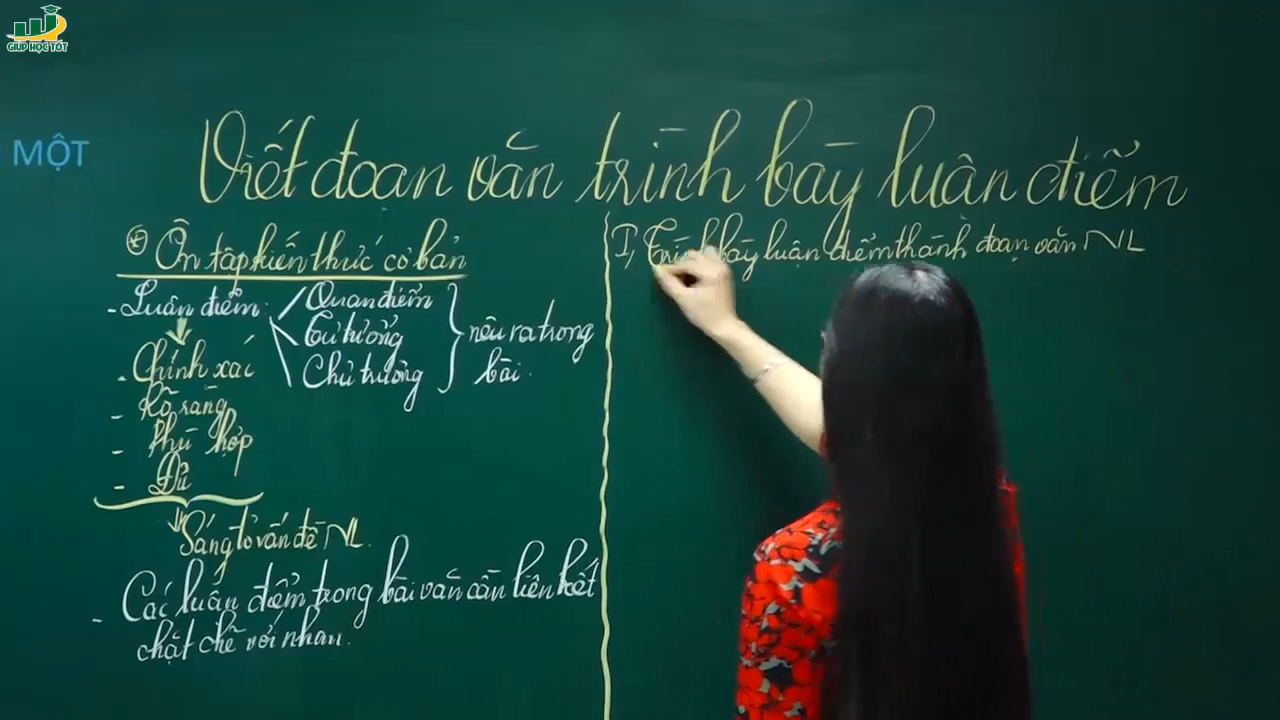 GIUP HỌC TỐT
MỘT
Viết đoạn văn trình bày luận điểm
* Ôn tập kiến thức cơ bản
- Luận điểm: Quan điểm
Tư tưởng
Chủ trương
nêu ra trong
bài.
- Chính xác
- Rõ ràng
- Phù hợp
- Đủ
Sáng tỏ vấn đề NL.
- Các luận điểm trong bài văn cần liên kết
chặt chẽ với nhau.
I, Trình bày luận điểm thành đoạn văn NL